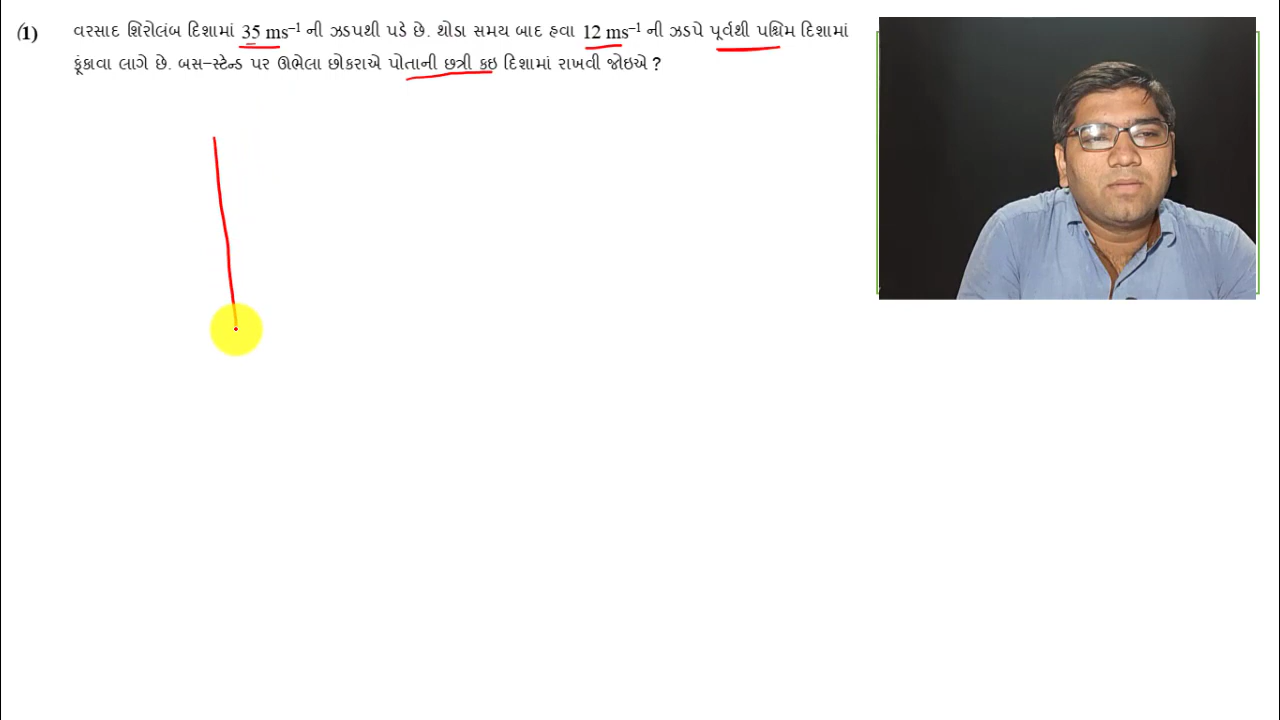 (1) વરસાદ શિરોલંબ દિશામાં 35 ms⁻¹ ની ઝડપથી પડે છે. થોડા સમય બાદ હવા 12 ms⁻¹ ની ઝડપે પૂર્વથી પશ્ચિમ દિશામાં
ફૂંકાવા લાગે છે. બસ-સ્ટેન્ડ પર ઊભેલા છોકરાએ પોતાની છત્રી કઇ દિશામાં રાખવી જોઇએ ?